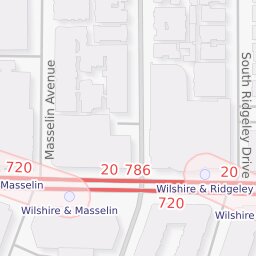 Masselin Avenue
South Ridgeley Drive
720
20 786
20
Masselin
Wilshire & Ridgeley
Wilshire & Masselin
720
Wilshire